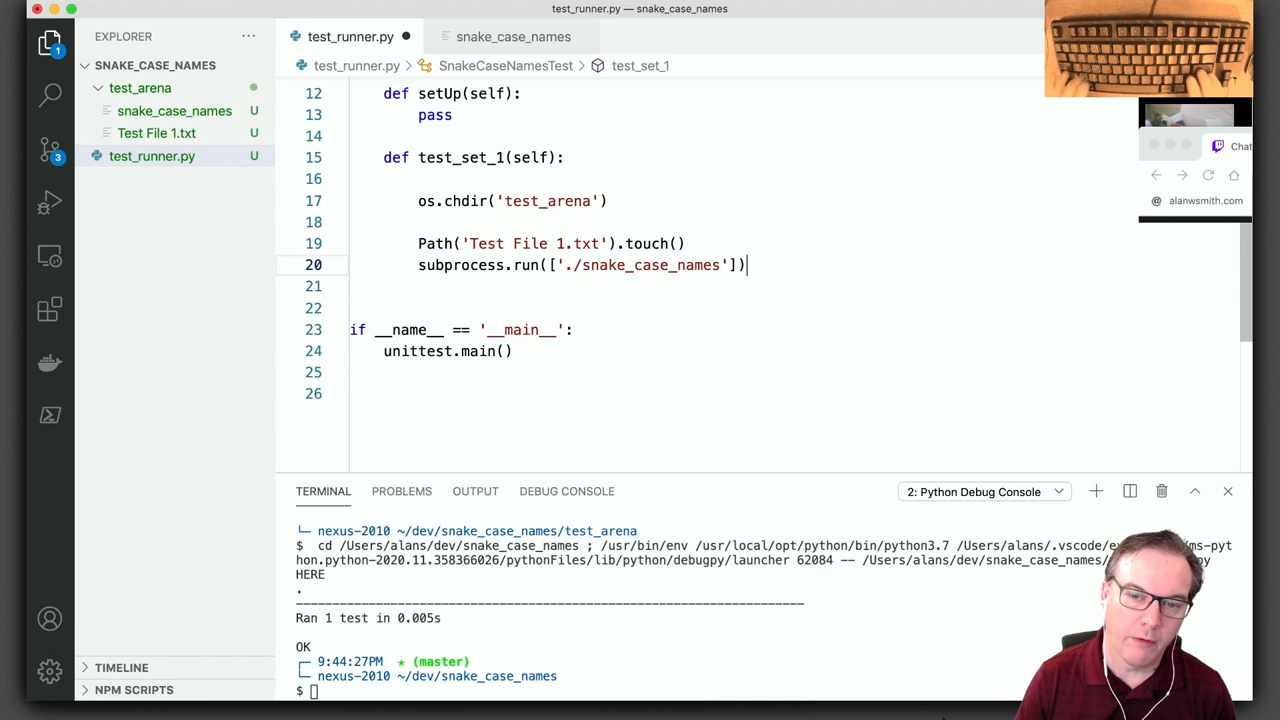 test_runner.py — snake_case_names
EXPLORER ···
SNAKE_CASE_NAMES
test_arena
snake_case_names U
Test File 1.txt U
test_runner.py U
TIMELINE
NPM SCRIPTS
1
3
test_runner.py snake_case_names
test_runner.py > SnakeCaseNamesTest > test_set_1
12 def setUp(self):
13 pass
14
15 def test_set_1(self):
16
17 os.chdir('test_arena')
18
19 Path('Test File 1.txt').touch()
20 subprocess.run(['./snake_case_names'])
21
22
23 if __name__ == '__main__':
24 unittest.main()
25
26
Chat
@ alanwsmith.com
TERMINAL PROBLEMS OUTPUT DEBUG CONSOLE 2: Python Debug Console
nexus-2010 ~/dev/snake_case_names/test_arena
$ cd /Users/alans/dev/snake_case_names ; /usr/bin/env /usr/local/opt/python/bin/python3.7 /Users/alans/.vscode/ex ms-pyt
hon.python-2020.11.358366026/pythonFiles/lib/python/debugpy/launcher 62084 -- /Users/alans/dev/snake_case_names/ py
HERE
.
----------------------------------------------------------------------
Ran 1 test in 0.005s
OK
9:44:27PM ★ (master)
nexus-2010 ~/dev/snake_case_names
$